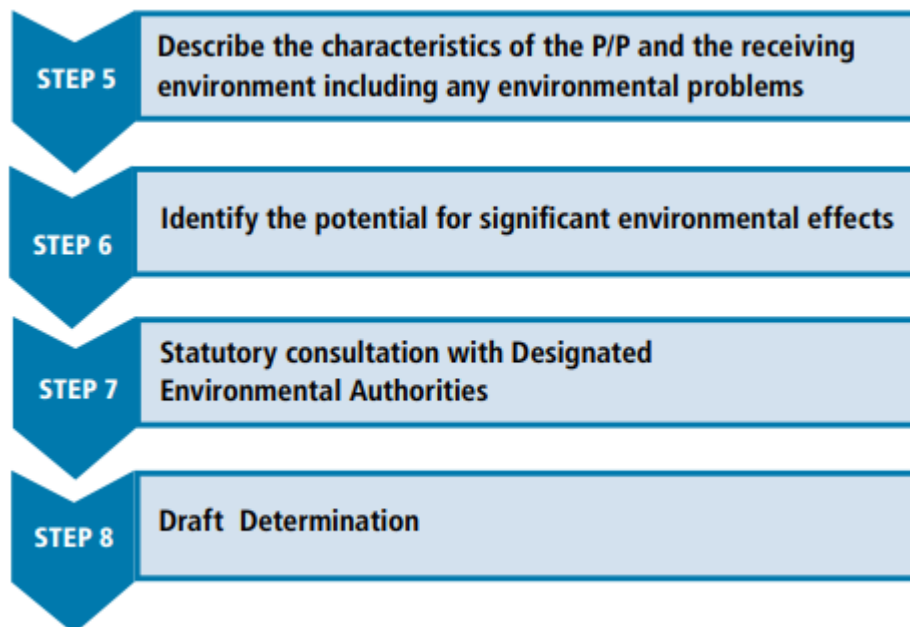 STEP 5
Describe the characteristics of the P/P and the receiving
environment including any environmental problems
STEP 6
Identify the potential for significant environmental effects
STEP 7
Statutory consultation with Designated
Environmental Authorities
STEP 8
Draft Determination